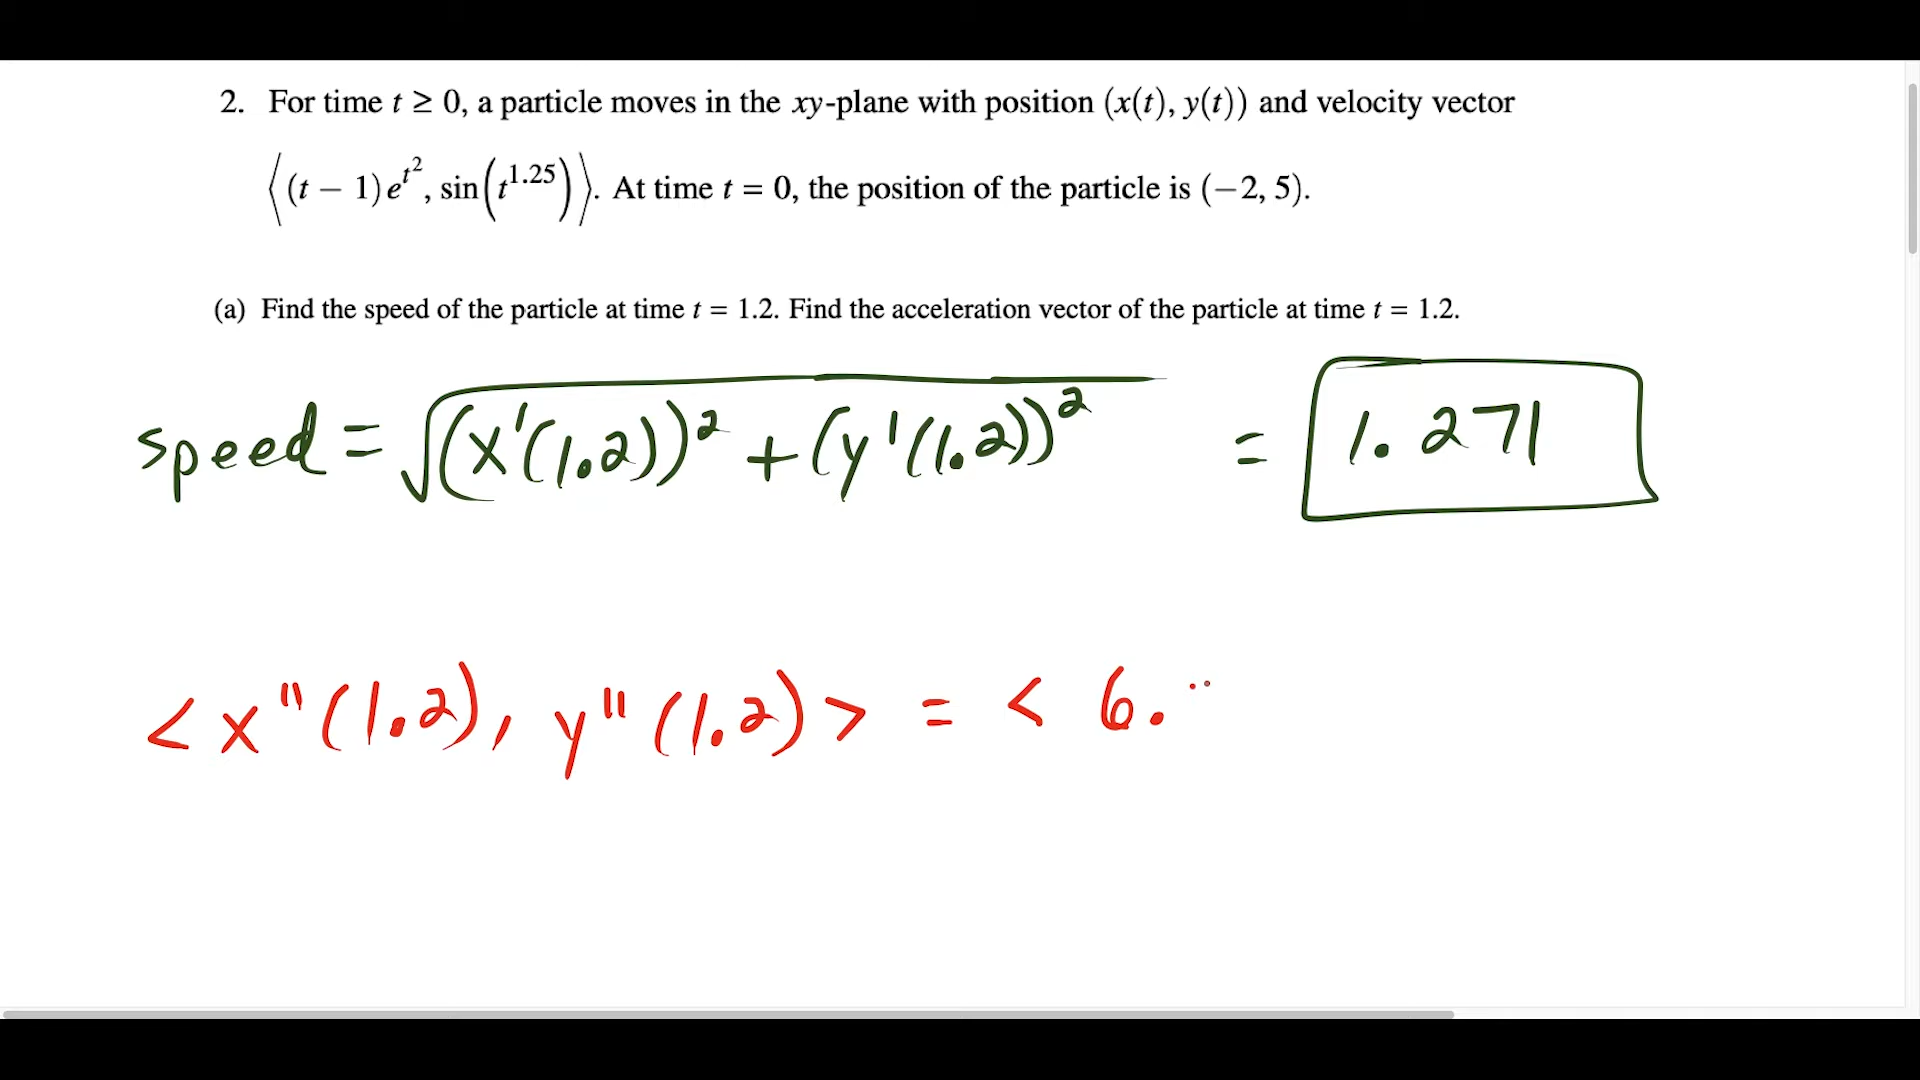 2. For time t ≥ 0, a particle moves in the xy-plane with position (x(t), y(t)) and velocity vector
⟨(t − 1)e^{t^2}, sin(t^{1.25})⟩. At time t = 0, the position of the particle is (−2, 5).
(a) Find the speed of the particle at time t = 1.2. Find the acceleration vector of the particle at time t = 1.2.
speed = √((x'(1.2))² + (y'(1.2))²) = 1.271
< x"(1.2), y"(1.2) > = < 6.